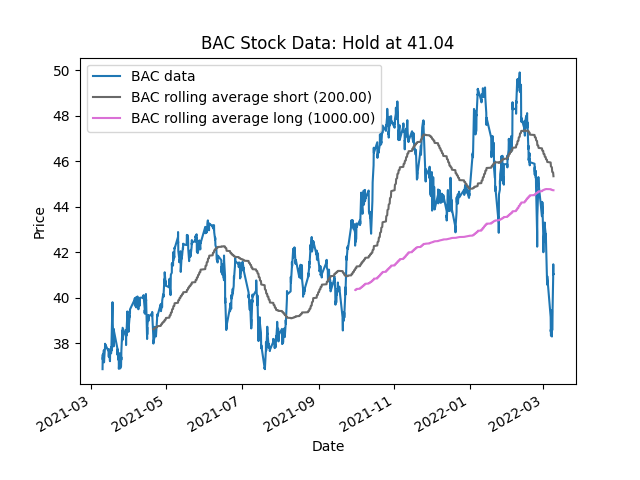 BAC Stock Data: Hold at 41.04
BAC data
BAC rolling average short (200.00)
BAC rolling average long (1000.00)
50
48
46
44
42
40
38
Price
2021-03
2021-05
2021-07
2021-09
2021-11
2022-01
2022-03
Date